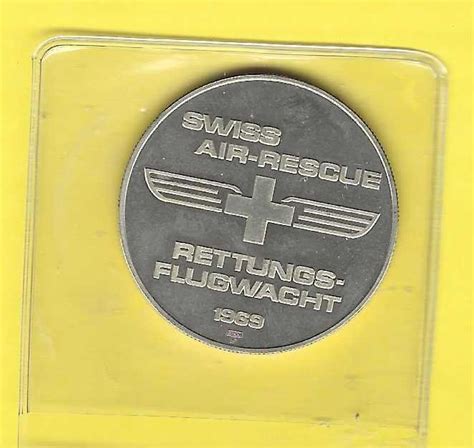 SWISS
AIR-RESCUE
RETTUNGS-
FLUGWACHT
1969